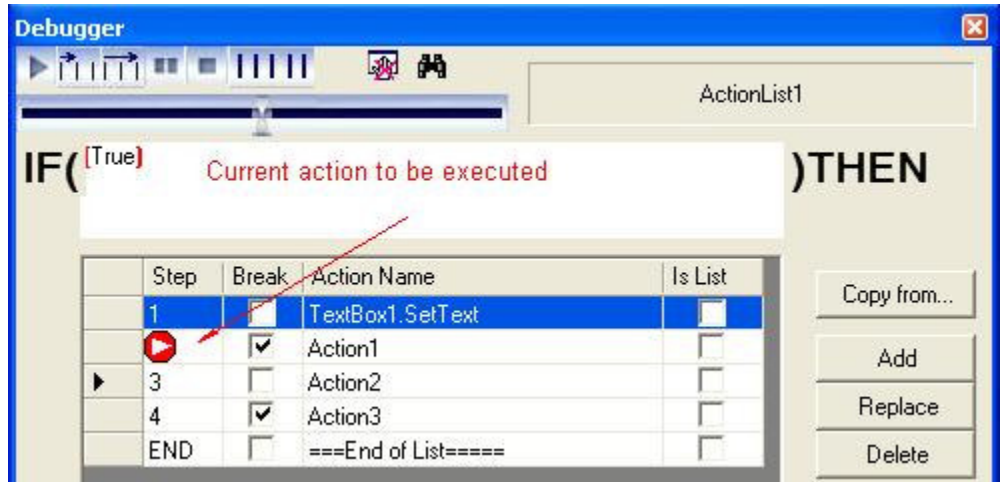 Debugger
ActionList1
IF( [True] )THEN
Current action to be executed
Step Break Action Name Is List
1 TextBox1.SetText
Action1
3 Action2
4 Action3
END ===End of List=====
Copy from...
Add
Replace
Delete